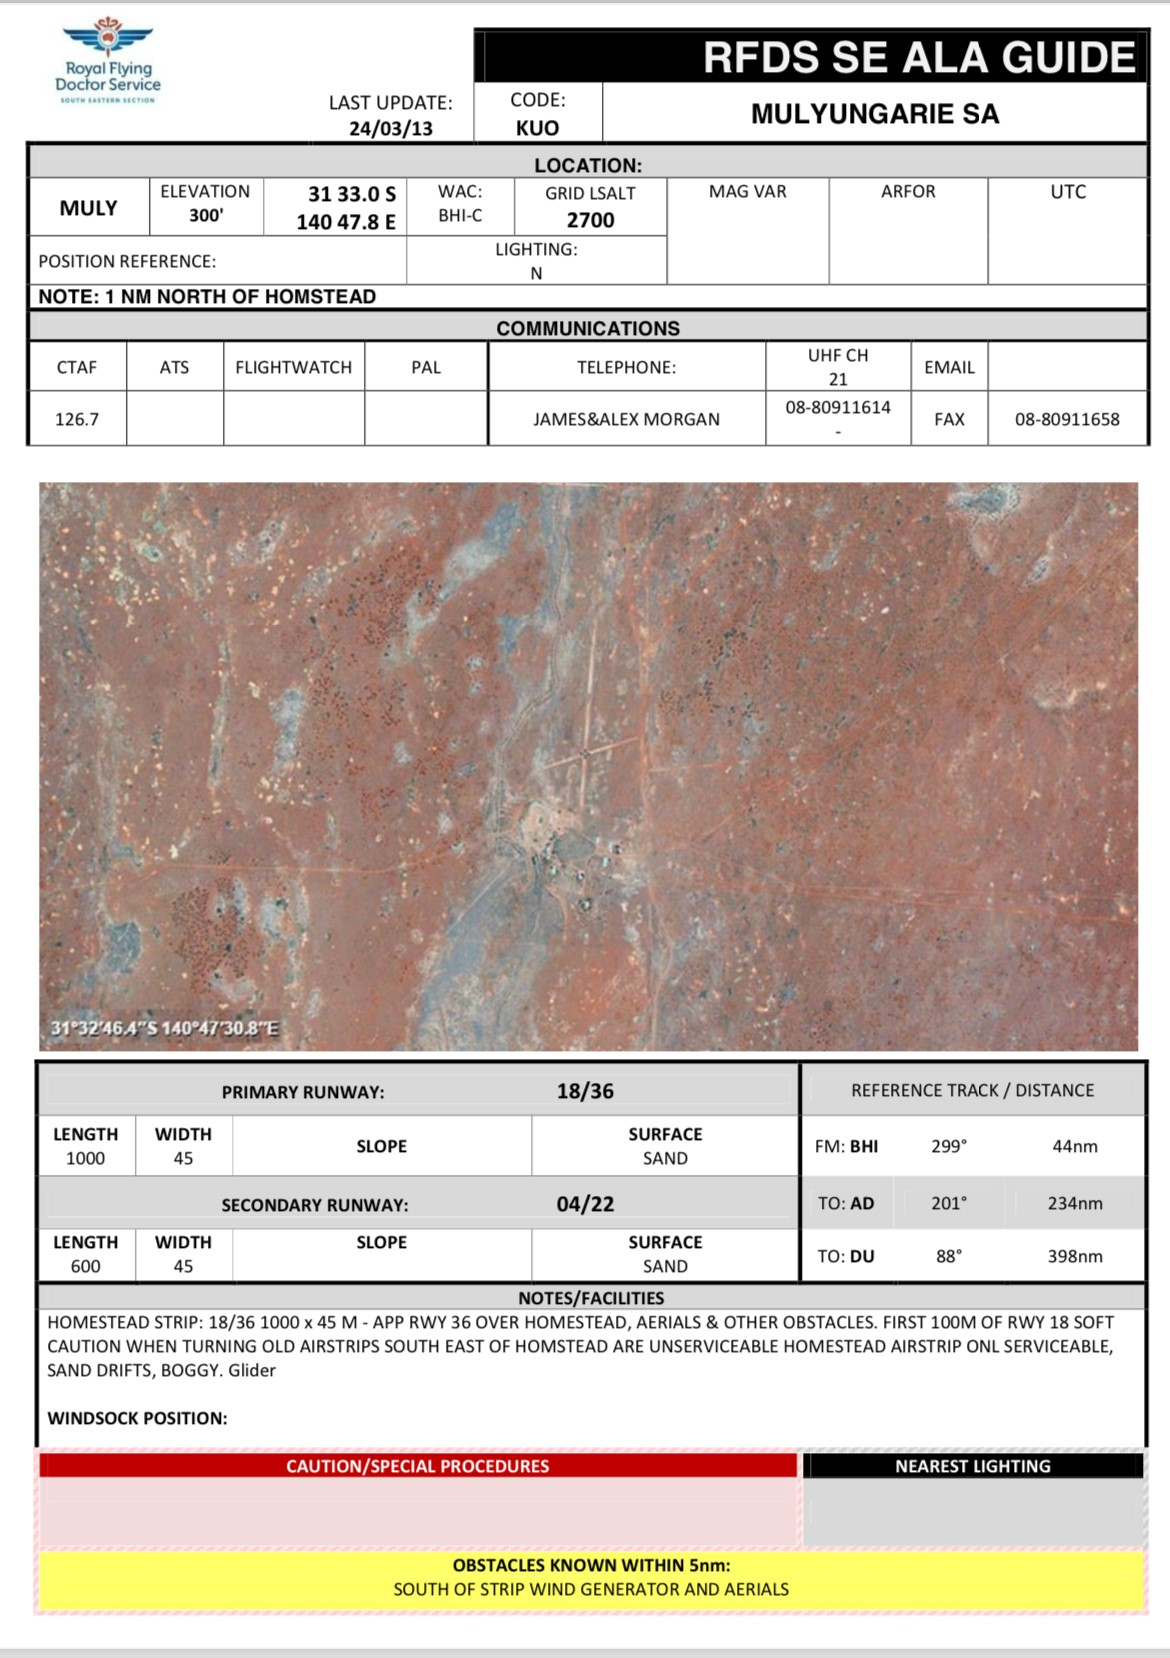 Royal Flying
Doctor Service
SOUTH EASTERN SECTION
RFDS SE ALA GUIDE
LAST UPDATE:
24/03/13
CODE:
KUO
MULYUNGARIE SA
LOCATION:
MULY
ELEVATION
300'
31 33.0 S
140 47.8 E
WAC:
BHI-C
GRID LSALT
2700
MAG VAR
ARFOR
UTC
POSITION REFERENCE:
LIGHTING:
N
NOTE: 1 NM NORTH OF HOMSTEAD
COMMUNICATIONS
CTAF
ATS
FLIGHTWATCH
PAL
TELEPHONE:
UHF CH
21
EMAIL
126.7
JAMES&ALEX MORGAN
08-80911614
-
FAX
08-80911658
31°32'46.4"S 140°47'30.8"E
PRIMARY RUNWAY: 18/36
REFERENCE TRACK / DISTANCE
LENGTH
1000
WIDTH
45
SLOPE
SURFACE
SAND
FM: BHI 299° 44nm
SECONDARY RUNWAY: 04/22
TO: AD 201° 234nm
LENGTH
600
WIDTH
45
SLOPE
SURFACE
SAND
TO: DU 88° 398nm
NOTES/FACILITIES
HOMESTEAD STRIP: 18/36 1000 x 45 M - APP RWY 36 OVER HOMESTEAD, AERIALS & OTHER OBSTACLES. FIRST 100M OF RWY 18 SOFT
CAUTION WHEN TURNING OLD AIRSTRIPS SOUTH EAST OF HOMSTEAD ARE UNSERVICEABLE HOMESTEAD AIRSTRIP ONL SERVICEABLE,
SAND DRIFTS, BOGGY. Glider
WINDSOCK POSITION:
CAUTION/SPECIAL PROCEDURES
NEAREST LIGHTING
OBSTACLES KNOWN WITHIN 5nm:
SOUTH OF STRIP WIND GENERATOR AND AERIALS